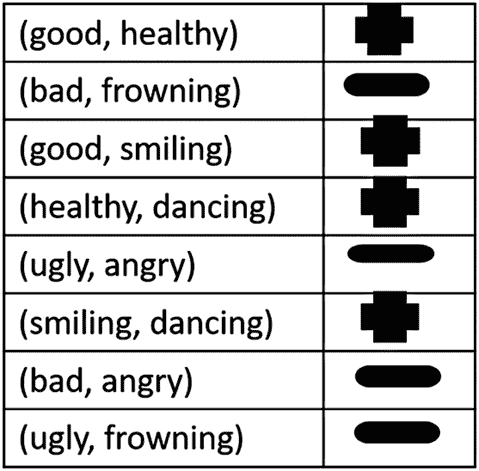 (good, healthy)
(bad, frowning)
(good, smiling)
(healthy, dancing)
(ugly, angry)
(smiling, dancing)
(bad, angry)
(ugly, frowning)